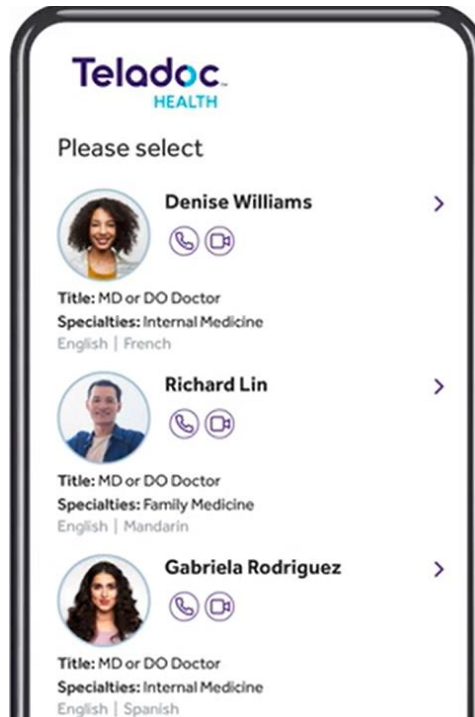 Teladoc™
HEALTH
Please select
Denise Williams
Title: MD or DO Doctor
Specialties: Internal Medicine
English | French
Richard Lin
Title: MD or DO Doctor
Specialties: Family Medicine
English | Mandarin
Gabriela Rodriguez
Title: MD or DO Doctor
Specialties: Internal Medicine
English | Spanish